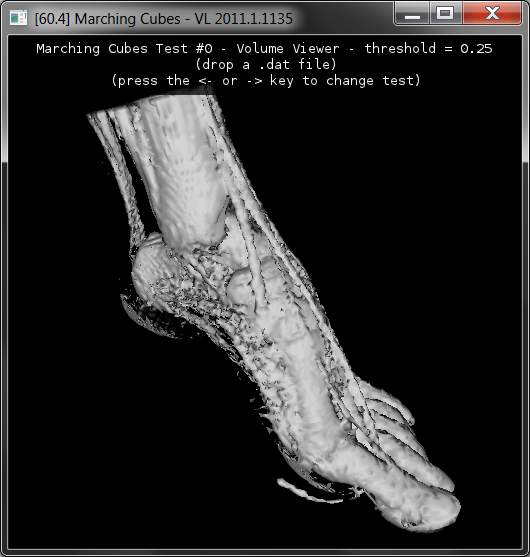 [60.4] Marching Cubes - VL 2011.1.1135
Marching Cubes Test #0 - Volume Viewer - threshold = 0.25
(drop a .dat file)
(press the <- or -> key to change test)